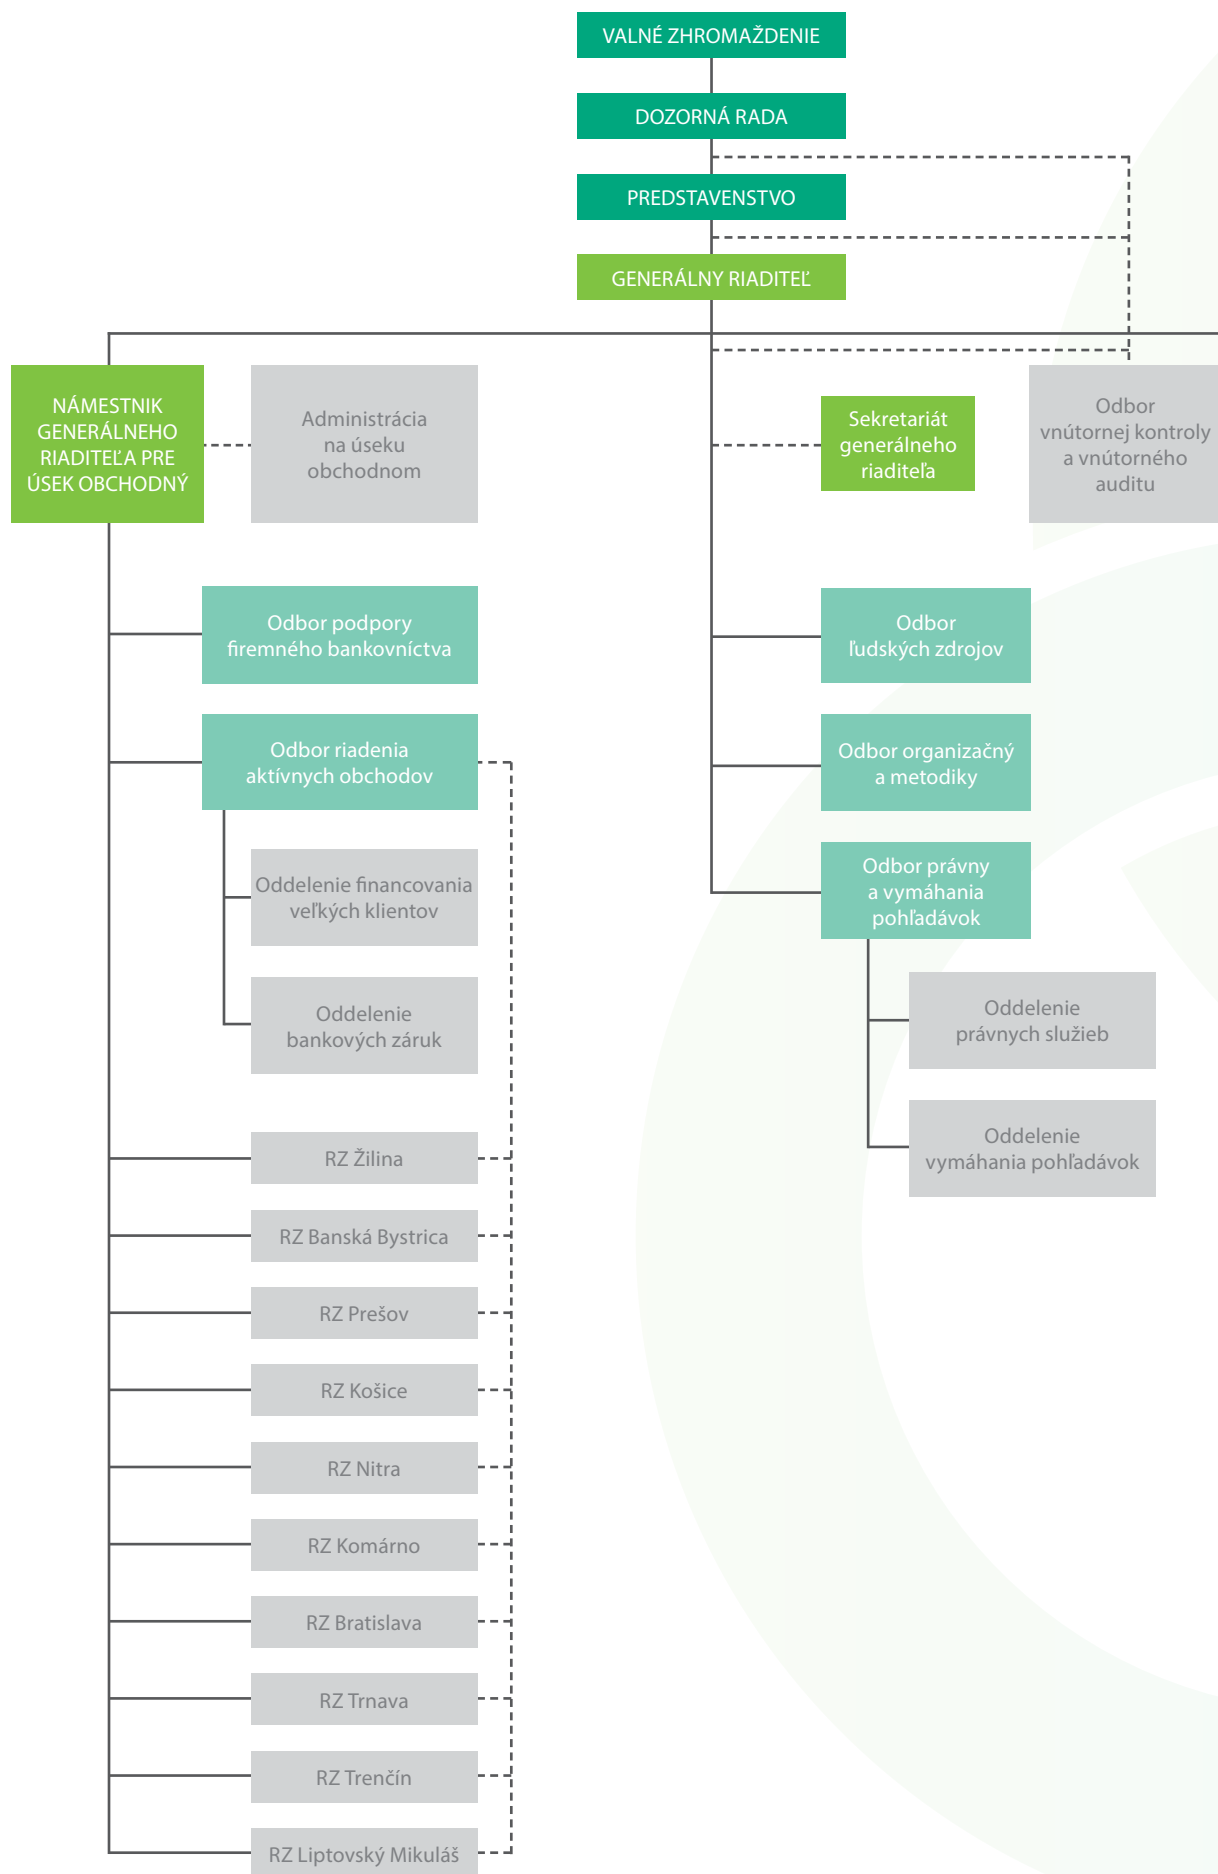 VALNÉ ZHROMAŽDENIE
DOZORNÁ RADA
PREDSTAVENSTVO
GENERÁLNY RIADITEĽ
NÁMESTNIK
GENERÁLNEHO
RIADITEĽA PRE
ÚSEK OBCHODNÝ
Administrácia
na úseku
obchodnom
Sekretariát
generálneho
riaditeľa
Odbor
vnútornej kontroly
a vnútorného
auditu
Odbor podpory
firemného bankovníctva
Odbor riadenia
aktívnych obchodov
Oddelenie financovania
veľkých klientov
Oddelenie
bankových záruk
RZ Žilina
RZ Banská Bystrica
RZ Prešov
RZ Košice
RZ Nitra
RZ Komárno
RZ Bratislava
RZ Trnava
RZ Trenčín
RZ Liptovský Mikuláš
Odbor
ľudských zdrojov
Odbor organizačný
a metodiky
Odbor právny
a vymáhania
pohľadávok
Oddelenie
právnych služieb
Oddelenie
vymáhania pohľadávok